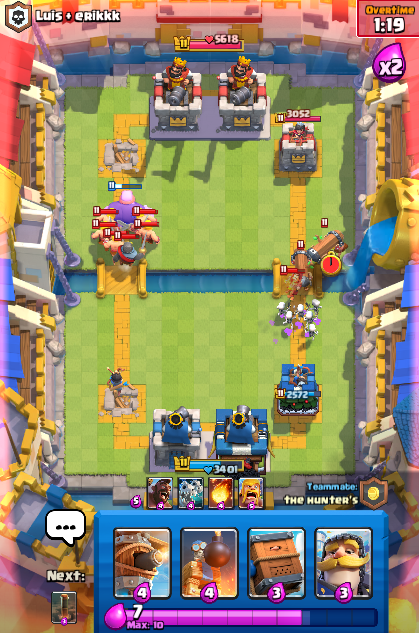 Luis + erikkk
Overtime
1:19
x2
5618
3052
2572
3401
Teammate:
THE HUNTER'S
5
4
4
3
3
Next:
7
Max: 10